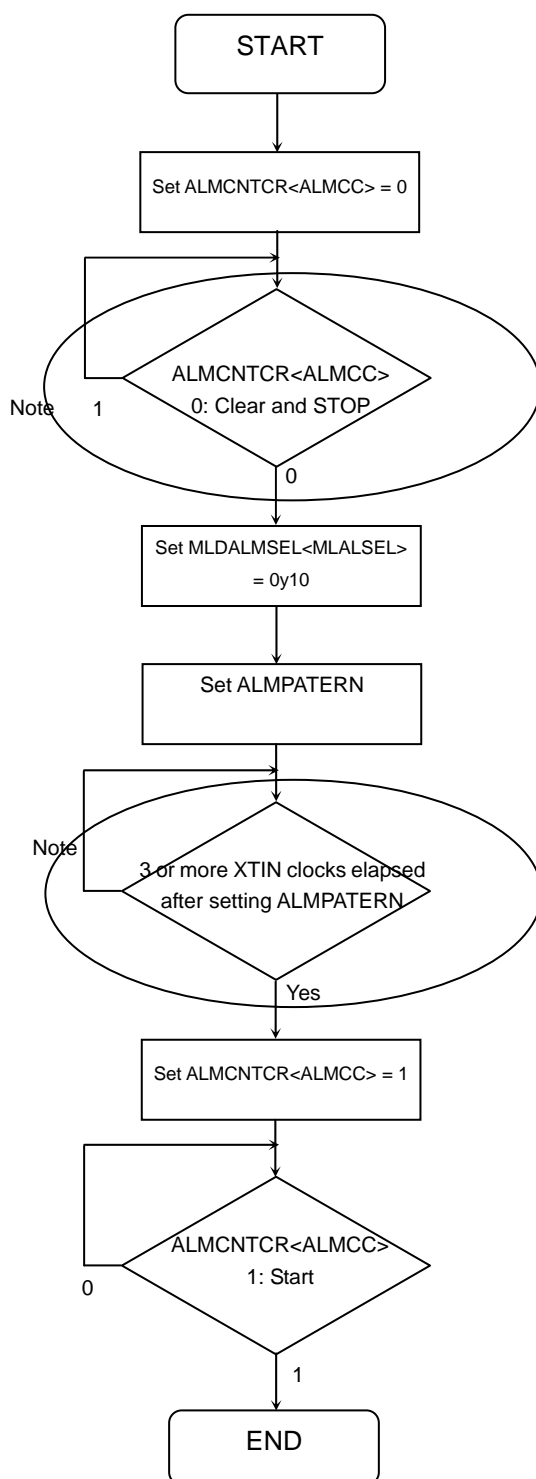 START
Set ALMCNTCR<ALMCC> = 0
ALMCNTCR<ALMCC>
0: Clear and STOP
Note
1
0
Set MLDALMSEL<MLALSEL>
= 0y10
Set ALMPATERN
Note
3 or more XTIN clocks elapsed
after setting ALMPATERN
Yes
Set ALMCNTCR<ALMCC> = 1
ALMCNTCR<ALMCC>
1: Start
0
1
END